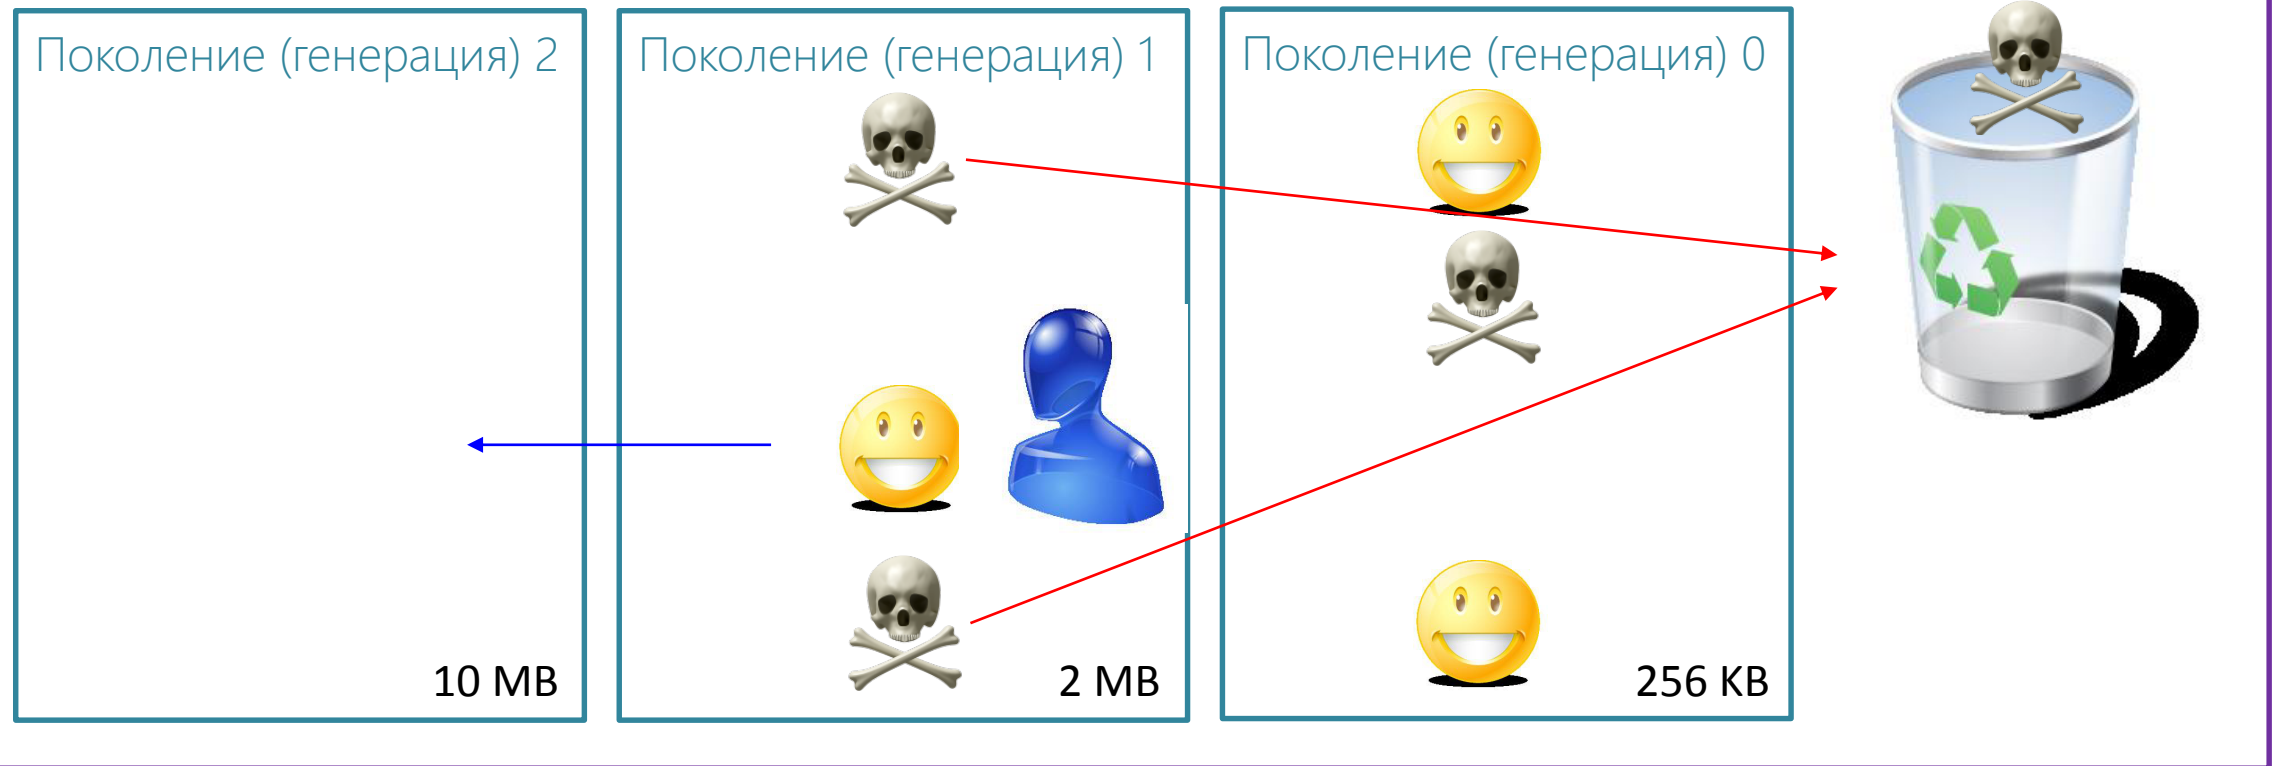 Поколение (генерация) 2
Поколение (генерация) 1
Поколение (генерация) 0
10 MB
2 MB
256 KB